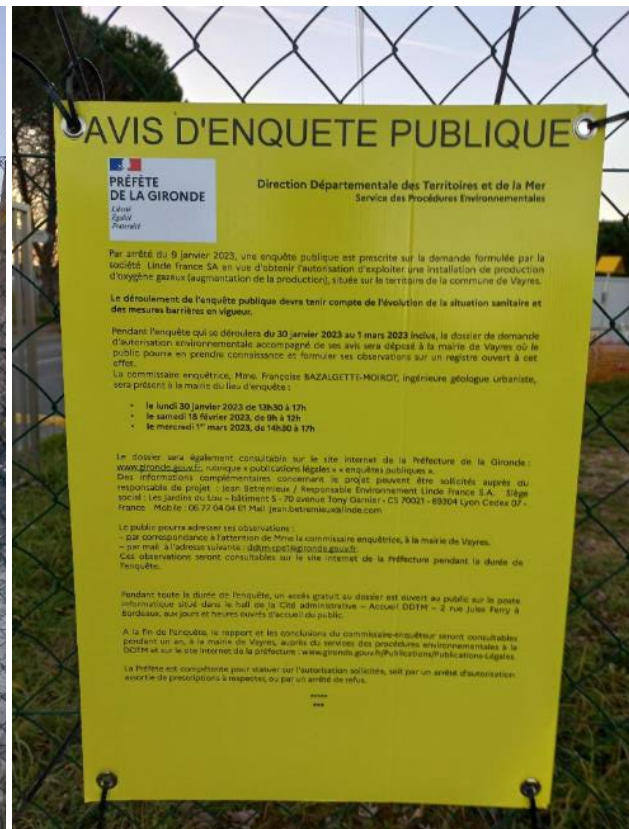 AVIS D'ENQUETE PUBLIQUE
PRÉFÈTE
DE LA GIRONDE
Liberté
Égalité
Fraternité
Direction Départementale des Territoires et de la Mer
Service des Procédures Environnementales
Par arrêté du 9 janvier 2023, une enquête publique est prescrite sur la demande formulée par la
société Linde France SA en vue d'obtenir l'autorisation d'exploiter une installation de production
d'oxygène gazeux (augmantation de la production), située sur le territoire de la commune de Vayres.
Le déroulement de l'enquête publique devra tenir compte de l'évolution de la situation sanitaire et
des mesures barrières en vigueur.
Pendant l'enquête qui se déroulera du 30 janvier 2023 au 1 mars 2023 inclus, le dossier de demande
d'autorisation environnementale accompagné de ses avis sera déposé à la mairie de Vayres où le
public pourra en prendre connaissance et formuler ses observations sur un registre ouvert à cet
effet.
La commissaire enquêtrice, Mme. Françoise BAZALGETTE-MOIROT, ingénieure géologue urbaniste,
sera présent à la mairie du lieu d'enquête :
• le lundi 30 janvier 2023 de 13h30 à 17h
• le samedi 18 février 2023, de 9h à 12h
• le mercredi 1er mars 2023, de 14h30 à 17h
Le dossier sera également consultable sur le site internet de la Préfecture de la Gironde :
www.gironde.gouv.fr, rubrique « publications légales » « enquêtes publiques ».
Des informations complémentaires concernant le projet peuvent être sollicités auprès du
responsable de projet : Jean Betremieux / Responsable Environnement Linde France S.A. Siège
social : Les Jardins du Lou – bâtiment 5 - 70 avenue Tony Garnier - CS 70021 - 69304 Lyon Cedex 07 -
France Mobile : 06 77 04 04 61 Mail jean.betremieux@linde.com
Le public pourra adresser ses observations :
– par correspondance à l'attention de Mme la commissaire enquêtrice, à la mairie de Vayres.
– par mail à l'adresse suivante : ddtm-cpe1@gironde.gouv.fr.
Ces observations seront consultables sur le site internet de la Préfecture pendant la durée de
l'enquête.
Pendant toute la durée de l'enquête, un accès gratuit au dossier est ouvert au public sur le poste
informatique situé dans le hall de la Cité administrative – Accueil DDTM – 2 rue Jules Ferry à
Bordeaux, aux jours et heures ouvrés d'accueil du public.
A la fin de l'enquête, le rapport et les conclusions du commissaire-enquêteur seront consultables
pendant un an, à la mairie de Vayres, auprès du services des procédures environnementales à la
DDTM et sur le site Internet de la préfecture : www.gironde.gouv.fr/Publications/Publications-Légales
La Préfète est compétente pour statuer sur l'autorisation sollicitée, soit par un arrêté d'autorisation
assortie de prescriptions à respecter, ou par un arrêté de refus.
*****
***